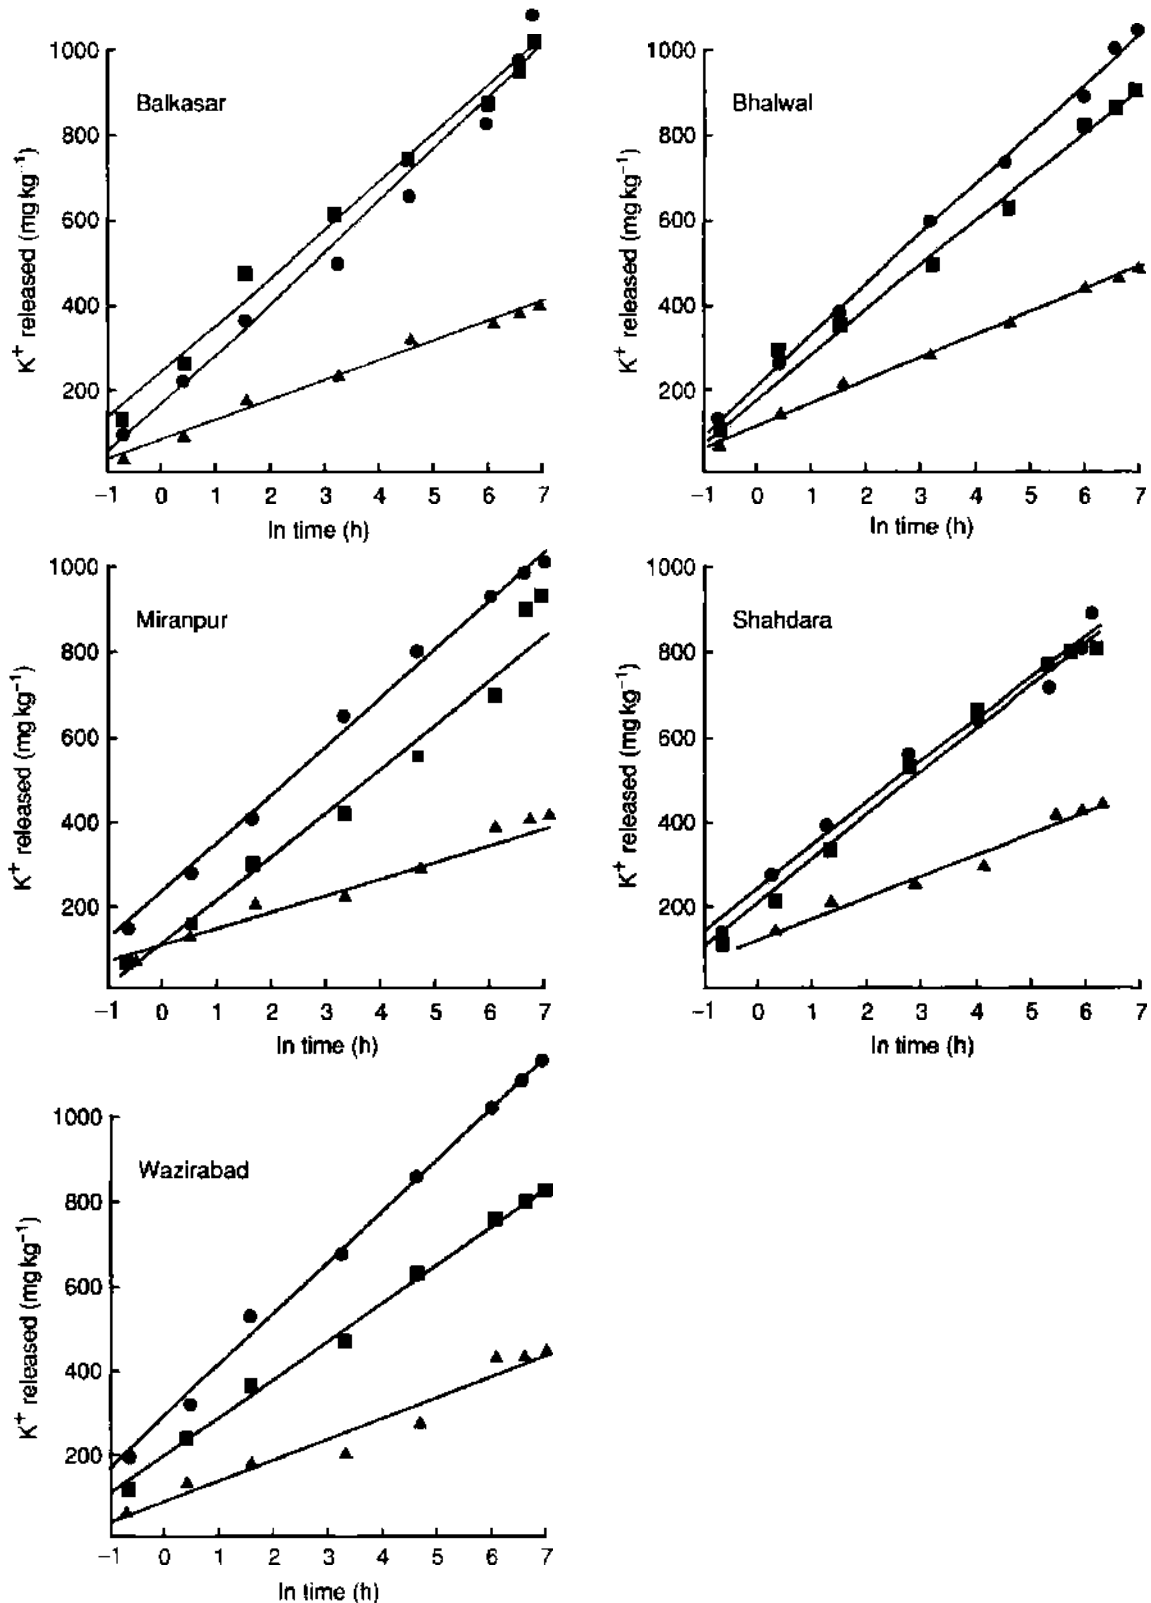 Balkasar
K+ released (mg kg−1)
1000
800
600
400
200
−1 0 1 2 3 4 5 6 7
ln time (h)
Bhalwal
K+ released (mg kg−1)
1000
800
600
400
200
−1 0 1 2 3 4 5 6 7
ln time (h)
Miranpur
K+ released (mg kg−1)
1000
800
600
400
200
−1 0 1 2 3 4 5 6 7
ln time (h)
Shahdara
K+ released (mg kg−1)
1000
800
600
400
200
−1 0 1 2 3 4 5 6 7
ln time (h)
Wazirabad
K+ released (mg kg−1)
1000
800
600
400
200
−1 0 1 2 3 4 5 6 7
ln time (h)